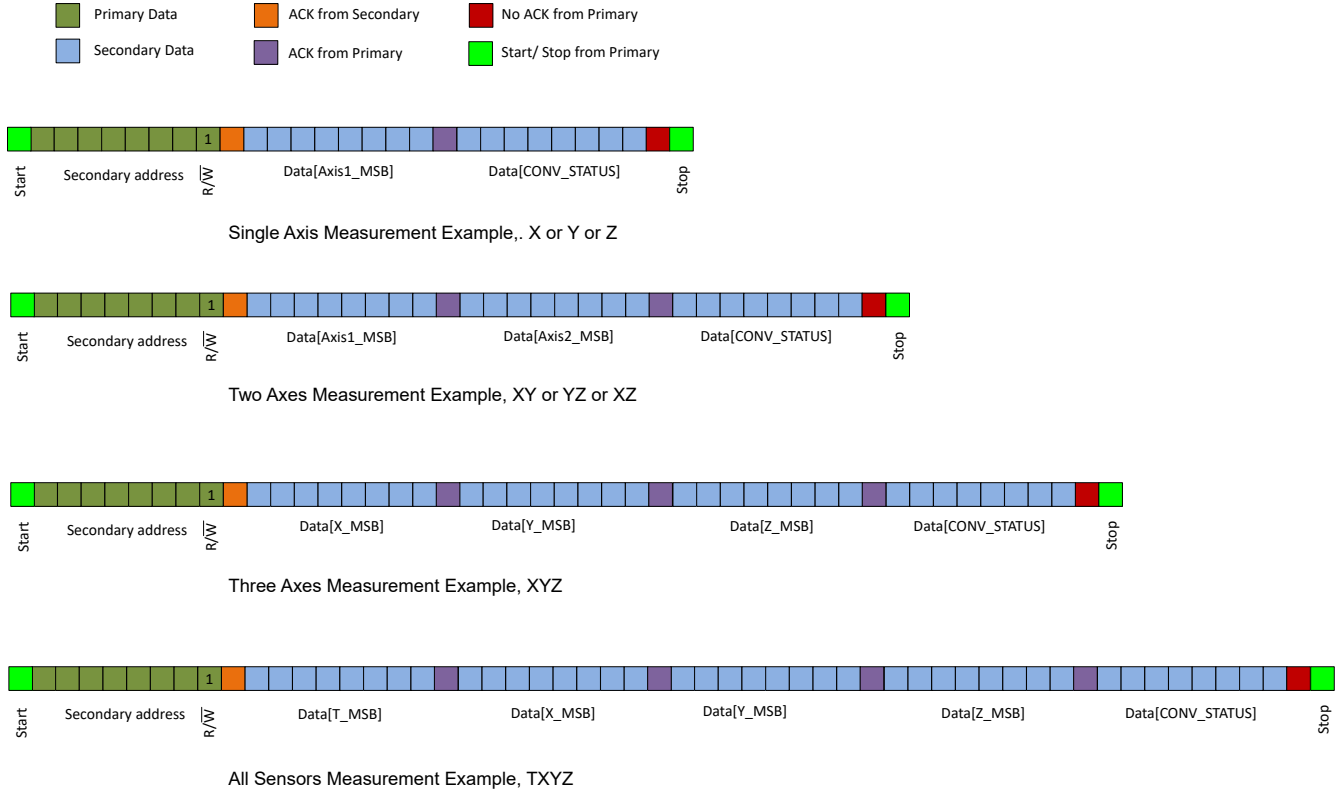 Primary Data
ACK from Secondary
No ACK from Primary
Secondary Data
ACK from Primary
Start/ Stop from Primary
1
Start
Secondary address
R/W̅
Data[Axis1_MSB]
Data[CONV_STATUS]
Stop
Single Axis Measurement Example,. X or Y or Z
1
Start
Secondary address
R/W̅
Data[Axis1_MSB]
Data[Axis2_MSB]
Data[CONV_STATUS]
Stop
Two Axes Measurement Example, XY or YZ or XZ
1
Start
Secondary address
R/W̅
Data[X_MSB]
Data[Y_MSB]
Data[Z_MSB]
Data[CONV_STATUS]
Stop
Three Axes Measurement Example, XYZ
1
Start
Secondary address
R/W̅
Data[T_MSB]
Data[X_MSB]
Data[Y_MSB]
Data[Z_MSB]
Data[CONV_STATUS]
Stop
All Sensors Measurement Example, TXYZ